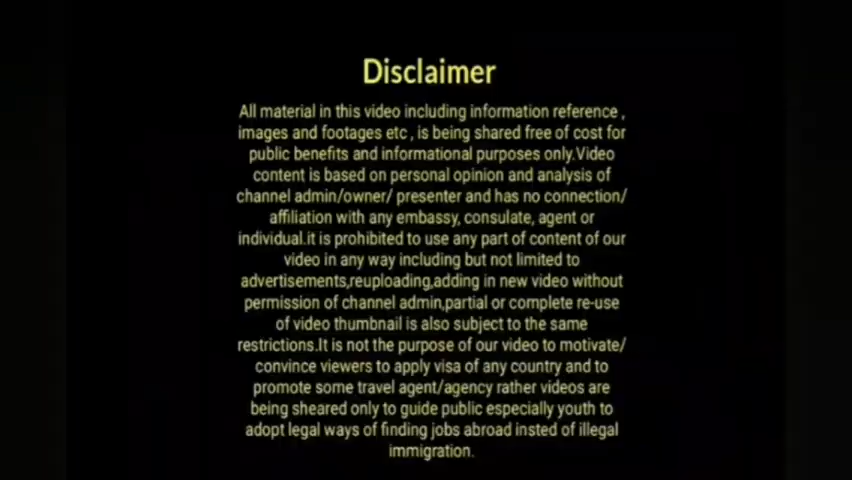 Disclaimer
All material in this video including information reference ,
images and footages etc , is being shared free of cost for
public benefits and informational purposes only.Video
content is based on personal opinion and analysis of
channel admin/owner/ presenter and has no connection/
affiliation with any embassy, consulate, agent or
individual.it is prohibited to use any part of content of our
video in any way including but not limited to
advertisements,reuploading,adding in new video without
permission of channel admin,partial or complete re-use
of video thumbnail is also subject to the same
restrictions.It is not the purpose of our video to motivate/
convince viewers to apply visa of any country and to
promote some travel agent/agency rather videos are
being sheared only to guide public especially youth to
adopt legal ways of finding jobs abroad insted of illegal
immigration.